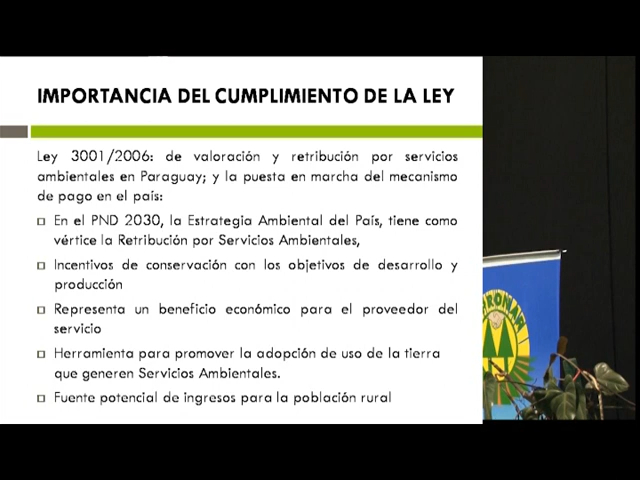 IMPORTANCIA DEL CUMPLIMIENTO DE LA LEY
Ley 3001/2006: de valoración y retribución por servicios
ambientales en Paraguay; y la puesta en marcha del mecanismo
de pago en el país:
En el PND 2030, la Estrategia Ambiental del País, tiene como
vértice la Retribución por Servicios Ambientales,
Incentivos de conservación con los objetivos de desarrollo y
producción
Representa un beneficio económico para el proveedor del
servicio
Herramienta para promover la adopción de uso de la tierra
que generen Servicios Ambientales.
Fuente potencial de ingresos para la población rural